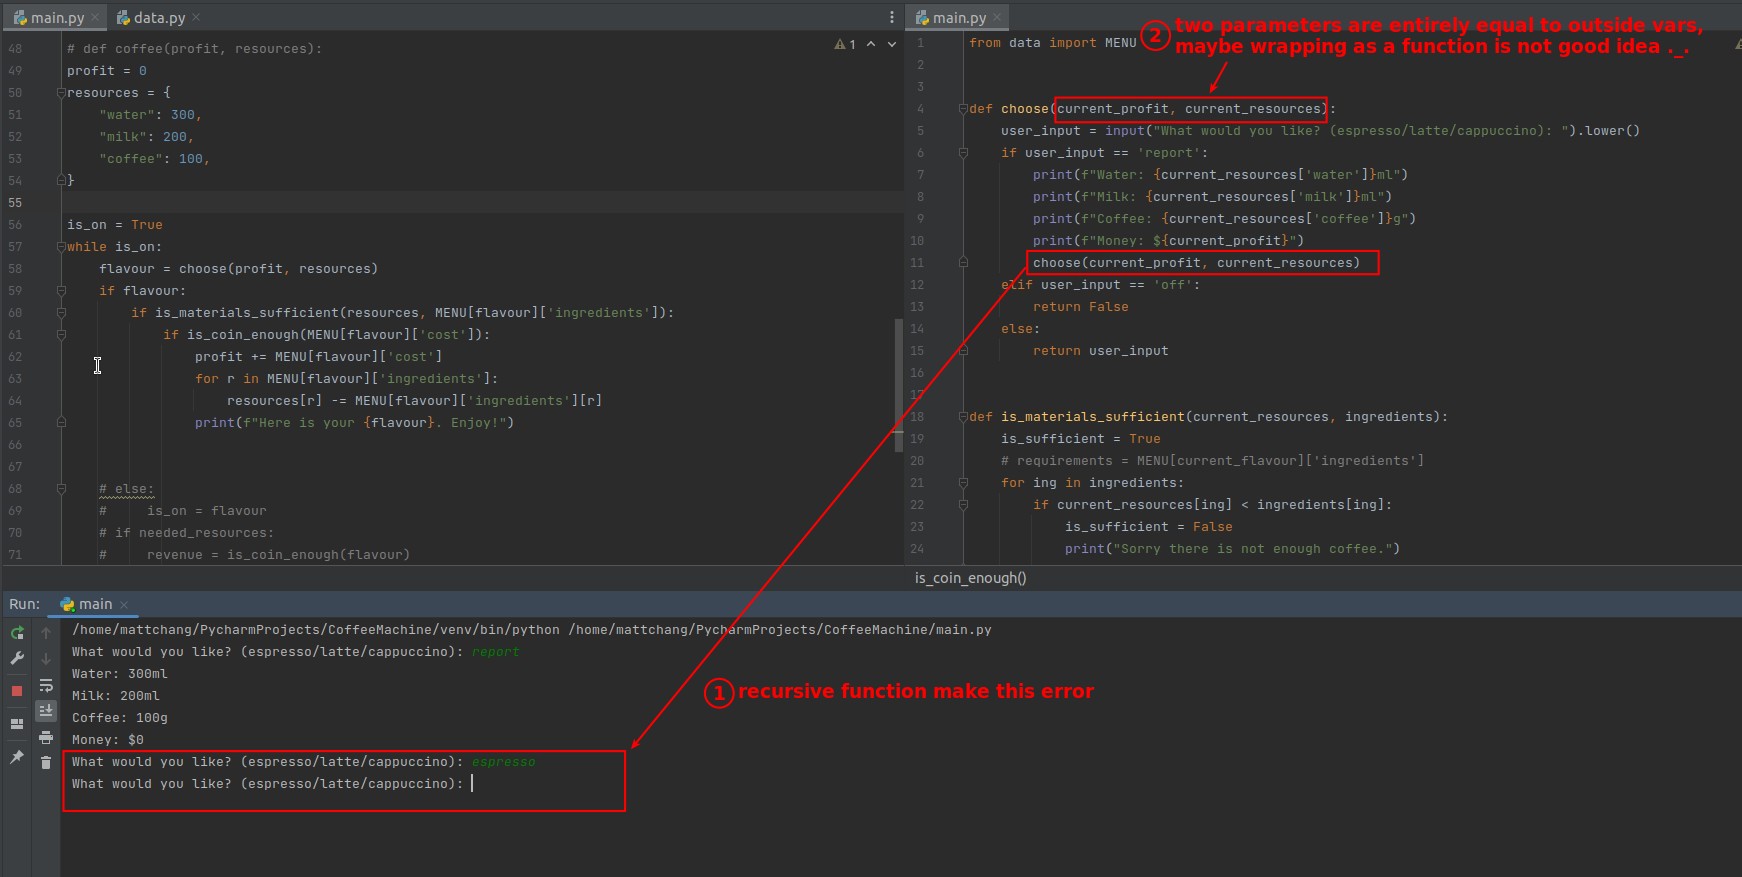 main.py
data.py
1
48 # def coffee(profit, resources):
49 profit = 0
50 resources = {
51 "water": 300,
52 "milk": 200,
53 "coffee": 100,
54 }
55
56 is_on = True
57 while is_on:
58 flavour = choose(profit, resources)
59 if flavour:
60 if is_materials_sufficient(resources, MENU[flavour]['ingredients']):
61 if is_coin_enough(MENU[flavour]['cost']):
62 profit += MENU[flavour]['cost']
63 for r in MENU[flavour]['ingredients']:
64 resources[r] -= MENU[flavour]['ingredients'][r]
65 print(f"Here is your {flavour}. Enjoy!")
66
67
68 # else:
69 # is_on = flavour
70 # if needed_resources:
71 # revenue = is_coin_enough(flavour)
main.py
② two parameters are entirely equal to outside vars,
maybe wrapping as a function is not good idea ._.
1 from data import MENU
2
3
4 def choose(current_profit, current_resources):
5 user_input = input("What would you like? (espresso/latte/cappuccino): ").lower()
6 if user_input == 'report':
7 print(f"Water: {current_resources['water']}ml")
8 print(f"Milk: {current_resources['milk']}ml")
9 print(f"Coffee: {current_resources['coffee']}g")
10 print(f"Money: ${current_profit}")
11 choose(current_profit, current_resources)
12 elif user_input == 'off':
13 return False
14 else:
15 return user_input
16
17
18 def is_materials_sufficient(current_resources, ingredients):
19 is_sufficient = True
20 # requirements = MENU[current_flavour]['ingredients']
21 for ing in ingredients:
22 if current_resources[ing] < ingredients[ing]:
23 is_sufficient = False
24 print("Sorry there is not enough coffee.")
is_coin_enough()
Run: main
/home/mattchang/PycharmProjects/CoffeeMachine/venv/bin/python /home/mattchang/PycharmProjects/CoffeeMachine/main.py
What would you like? (espresso/latte/cappuccino): report
Water: 300ml
Milk: 200ml
Coffee: 100g
Money: $0
What would you like? (espresso/latte/cappuccino): espresso
What would you like? (espresso/latte/cappuccino):
① recursive function make this error